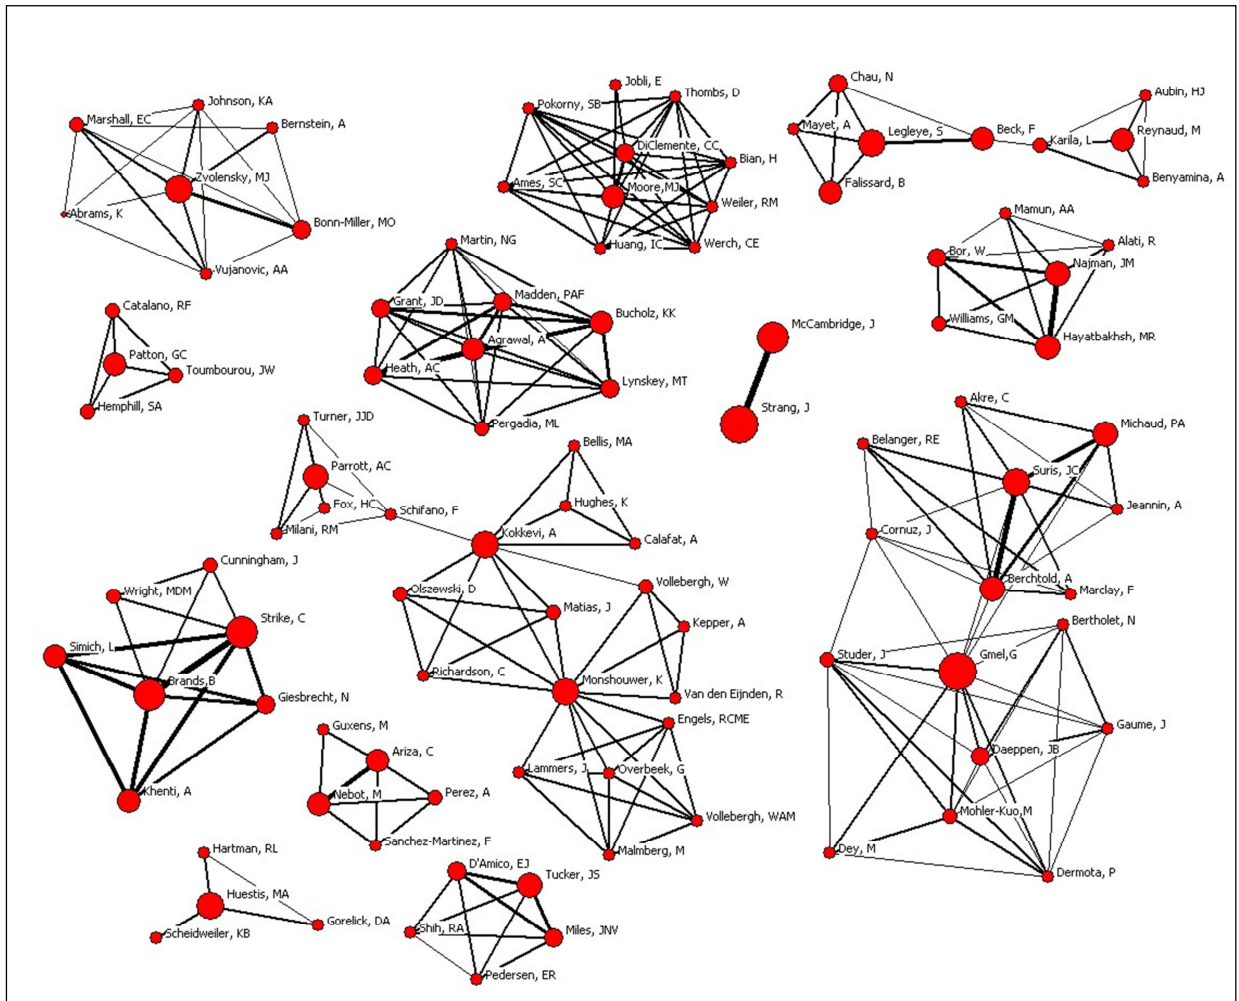 Johnson, KA
Marshall, EC
Bernstein, A
Zvolensky, MJ
Abrams, K
Bonn-Miller, MO
Vujanovic, AA
Jobli, E
Thombs, D
Pokorny, SB
DiClemente, CC
Bian, H
Ames, SC
Moore,MJ
Weiler, RM
Huang, IC
Werch, CE
Chau, N
Mayet, A
Legleye, S
Beck, F
Falissard, B
Aubin, HJ
Reynaud, M
Karila, L
Benyamina, A
Mamun, AA
Alati, R
Bor, W
Najman, JM
Williams, GM
Hayatbakhsh, MR
Catalano, RF
Patton, GC
Toumbourou, JW
Hemphill, SA
Martin, NG
Madden, PAF
Grant, JD
Bucholz, KK
Agrawal, A
Heath, AC
Lynskey, MT
Pergadia, ML
McCambridge, J
Strang, J
Turner, JJD
Parrott, AC
Fox, HC
Schifano, F
Milani, RM
Bellis, MA
Hughes, K
Kokkevi, A
Calafat, A
Olszewski, D
Matias, J
Richardson, C
Vollebergh, W
Kepper, A
Monshouwer, K
Van den Eijnden, R
Engels, RCME
Lammers, J
Overbeek, G
Vollebergh, WAM
Malmberg, M
Akre, C
Michaud, PA
Belanger, RE
Suris, JC
Jeannin, A
Cornuz, J
Berchtold, A
Marclay, F
Bertholet, N
Studer, J
Gmel,G
Gaume, J
Daeppen, JB
Mohler-Kuo,M
Dey, M
Dermota, P
Cunningham, J
Wright, MDM
Strike, C
Simich, L
Brands,B
Giesbrecht, N
Khenti, A
Guxens, M
Ariza, C
Nebot, M
Perez, A
Sanchez-Martinez, F
Hartman, RL
Huestis, MA
Gorelick, DA
Scheidweiler, KB
D'Amico, EJ
Tucker, JS
Shih, RA
Miles, JNV
Pedersen, ER